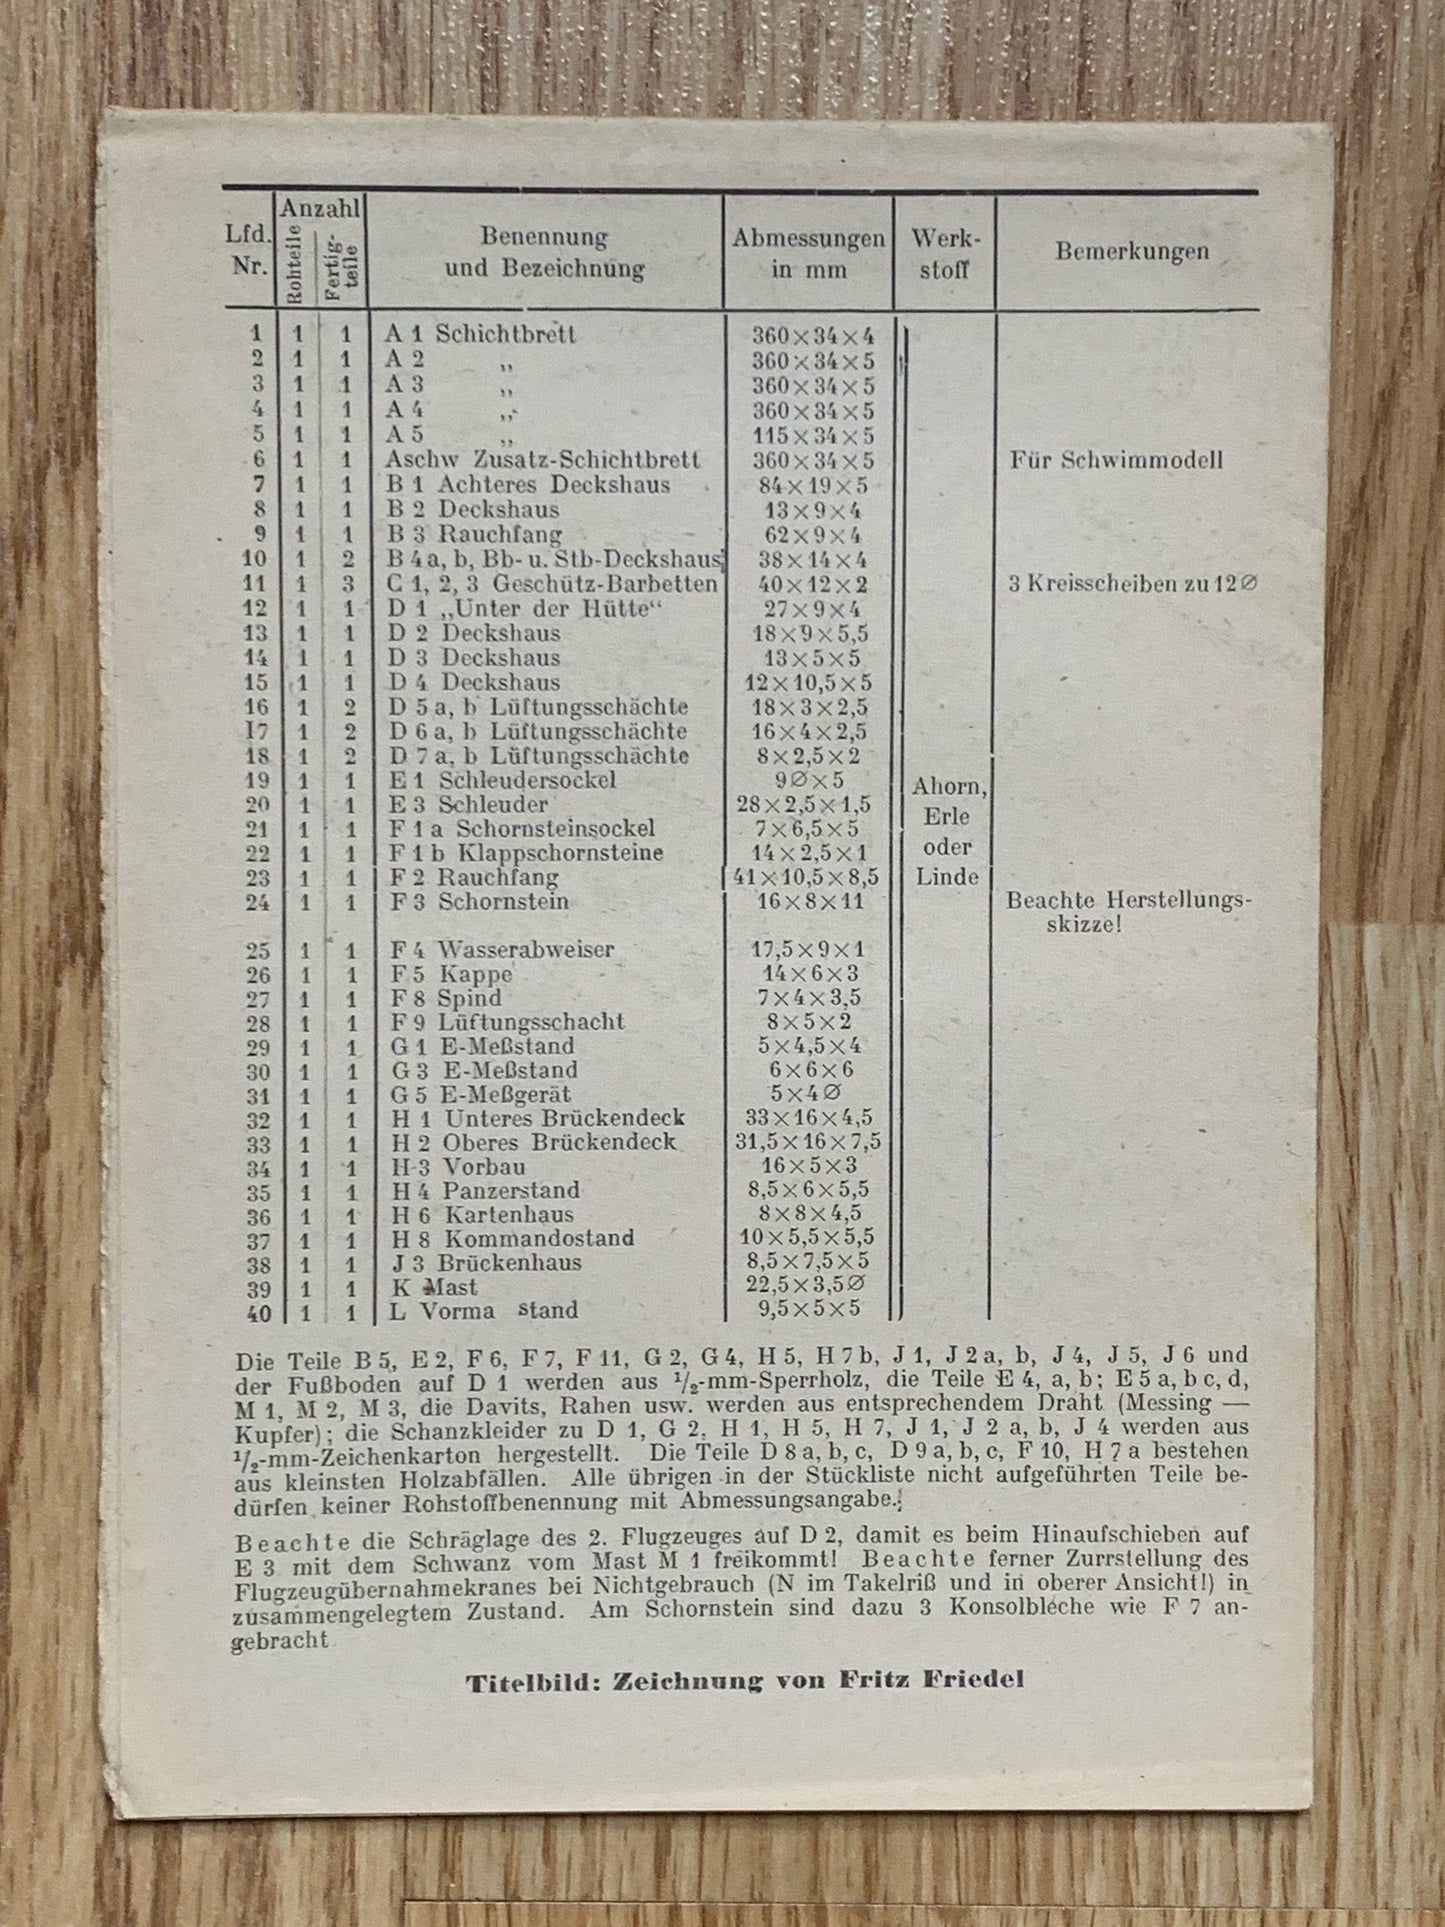 Lfd. Nr. Anzahl Rohteile Fertig-teile Benennung und Bezeichnung Abmessungen in mm Werk-stoff Bemerkungen
1 1 1 A 1 Schichtbrett 360×34×4
2 1 1 A 2 „ 360×34×5
3 1 1 A 3 „ 360×34×5
4 1 1 A 4 „ 360×34×5
5 1 1 A 5 „ 115×34×5
6 1 1 Aschw Zusatz-Schichtbrett 360×34×5 Für Schwimmodell
7 1 1 B 1 Achteres Deckshaus 84×19×5
8 1 1 B 2 Deckshaus 13×9×4
9 1 1 B 3 Rauchfang 62×9×4
10 1 2 B 4 a, b, Bb- u. Stb-Deckshaus 38×14×4
11 1 3 C 1, 2, 3 Geschütz-Barbetten 40×12×2 3 Kreisscheiben zu 12∅
12 1 1 D 1 „Unter der Hütte“ 27×9×4
13 1 1 D 2 Deckshaus 18×9×5,5
14 1 1 D 3 Deckshaus 13×5×5
15 1 1 D 4 Deckshaus 12×10,5×5
16 1 2 D 5 a, b Lüftungsschächte 18×3×2,5
17 1 2 D 6 a, b Lüftungsschächte 16×4×2,5
18 1 2 D 7 a, b Lüftungsschächte 8×2,5×2
19 1 1 E 1 Schleudersockel 9∅×5 Ahorn,
20 1 1 E 3 Schleuder 28×2,5×1,5 Erle
21 1 1 F 1 a Schornsteinsockel 7×6,5×5
22 1 1 F 1 b Klappschornsteine 14×2,5×1 oder
23 1 1 F 2 Rauchfang 41×10,5×8,5 Linde
24 1 1 F 3 Schornstein 16×8×11 Beachte Herstellungs-
skizze!
25 1 1 F 4 Wasserabweiser 17,5×9×1
26 1 1 F 5 Kappe 14×6×3
27 1 1 F 8 Spind 7×4×3,5
28 1 1 F 9 Lüftungsschacht 8×5×2
29 1 1 G 1 E-Meßstand 5×4,5×4
30 1 1 G 3 E-Meßstand 6×6×6
31 1 1 G 5 E-Meßgerät 5×4∅
32 1 1 H 1 Unteres Brückendeck 33×16×4,5
33 1 1 H 2 Oberes Brückendeck 31,5×16×7,5
34 1 1 H 3 Vorbau 16×5×3
35 1 1 H 4 Panzerstand 8,5×6×5,5
36 1 1 H 6 Kartenhaus 8×8×4,5
37 1 1 H 8 Kommandostand 10×5,5×5,5
38 1 1 J 3 Brückenhaus 8,5×7,5×5
39 1 1 K Mast 22,5×3,5∅
40 1 1 L Vorma stand 9,5×5×5
Die Teile B 5, E 2, F 6, F 7, F 11, G 2, G 4, H 5, H 7 b, J 1, J 2 a, b, J 4, J 5, J 6 und
der Fußboden auf D 1 werden aus 1/2-mm-Sperrholz, die Teile E 4, a, b; E 5 a, b c, d,
M 1, M 2, M 3, die Davits, Rahen usw. werden aus entsprechendem Draht (Messing —
Kupfer); die Schanzkleider zu D 1, G 2, H 1, H 5, H 7, J 1, J 2 a, b, J 4 werden aus
1/2-mm-Zeichenkarton hergestellt. Die Teile D 8 a, b, c, D 9 a, b, c, F 10, H 7 a bestehen
aus kleinsten Holzabfällen. Alle übrigen in der Stückliste nicht aufgeführten Teile be-
dürfen keiner Rohstoffbenennung mit Abmessungsangabe.
Beachte die Schräglage des 2. Flugzeuges auf D 2, damit es beim Hinaufschieben auf
E 3 mit dem Schwanz vom Mast M 1 freikommt! Beachte ferner Zurrstellung des
Flugzeugübernahmekranes bei Nichtgebrauch (N im Takelriß und in oberer Ansicht!) in
zusammengelegtem Zustand. Am Schornstein sind dazu 3 Konsolbleche wie F 7 an-
gebracht
Titelbild: Zeichnung von Fritz Friedel